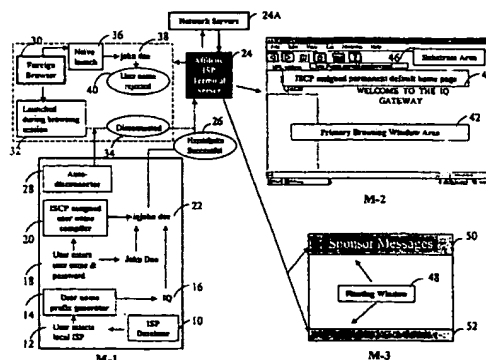 Network Servers
24A
30
36
38
24
Foreign Browser
Naive launch
john doe
40
User name rejected
Affiliate ISP Terminal Server
Launched during browsing session
32
Disconnected
34
26
Handshake Successful
28
Auto-disconnector
20
ISCP assigned user name compiler
iqjohn doe
22
18
User enters user name & password
John Doe
14
User name prefix generator
IQ
16
12
User selects local ISP
ISP Database
10
M-1
46
Substrate Area
ISCP assigned permanent default home page
WELCOME TO THE IQ GATEWAY
Primary Browsing Window Area
42
M-2
Sponsor Messages
50
Floating Window
48
52
M-3